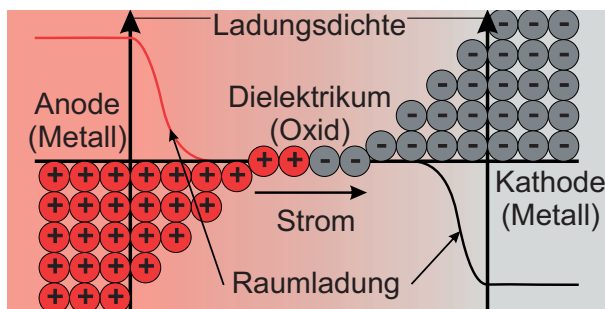 Ladungsdichte
Anode
(Metall)
Dielektrikum
(Oxid)
Strom
Kathode
(Metall)
Raumladung